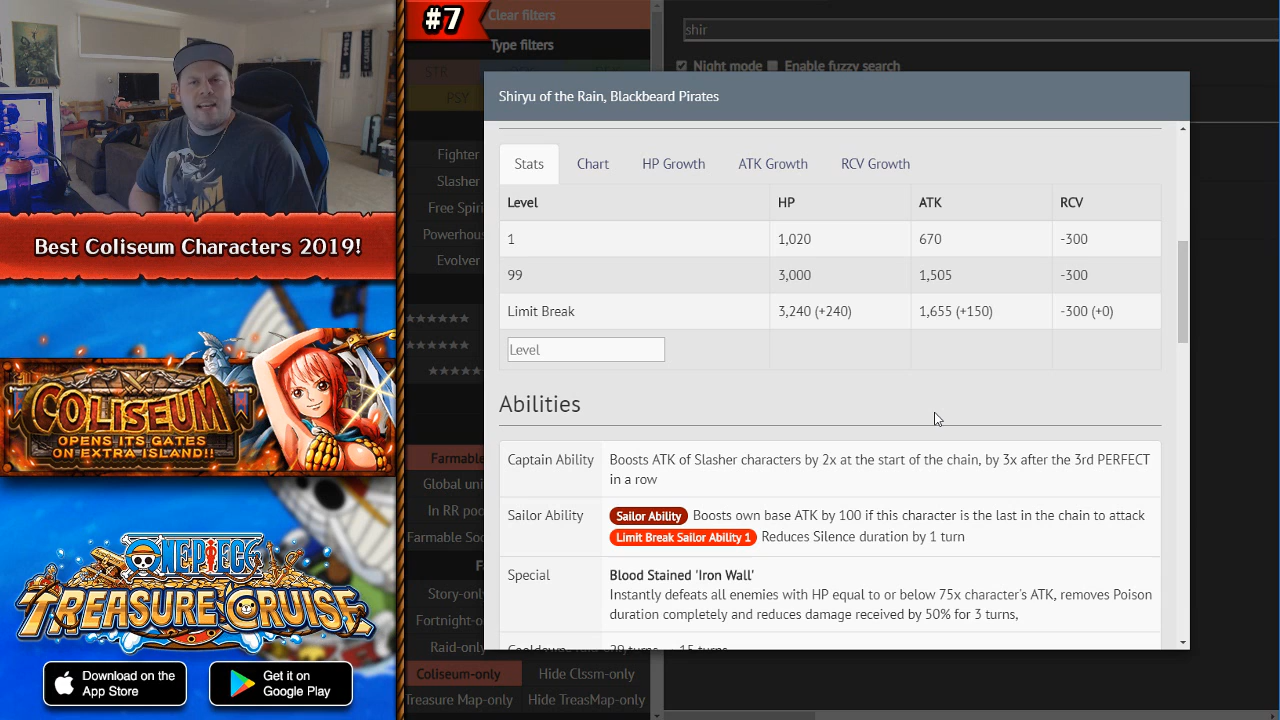 #7
Best Coliseum Characters 2019!
COLISEUM
OPENS ITS GATES
ON EXTRA ISLAND!!
ONE PIECE
TREASURE CRUISE
Download on the
App Store
Get it on
Google Play
Clear filters
Type filters
STR
PSY
Fighter
Slasher
Free Spiri
Powerhou
Evolver
Farmable
Global uni
In RR poo
Farmable Soc
F
Story-only
Fortnight-o
Raid-only
Coliseum-only
Hide Clssm-only
Treasure Map-only
Hide TreasMap-only
shir
Night mode
Enable fuzzy search
Shiryu of the Rain, Blackbeard Pirates
Stats Chart HP Growth ATK Growth RCV Growth
Level HP ATK RCV
1 1,020 670 -300
99 3,000 1,505 -300
Limit Break 3,240 (+240) 1,655 (+150) -300 (+0)
Level
Abilities
Captain Ability Boosts ATK of Slasher characters by 2x at the start of the chain, by 3x after the 3rd PERFECT
in a row
Sailor Ability Sailor Ability Boosts own base ATK by 100 if this character is the last in the chain to attack
Limit Break Sailor Ability 1 Reduces Silence duration by 1 turn
Special Blood Stained 'Iron Wall'
Instantly defeats all enemies with HP equal to or below 75x character's ATK, removes Poison
duration completely and reduces damage received by 50% for 3 turns,